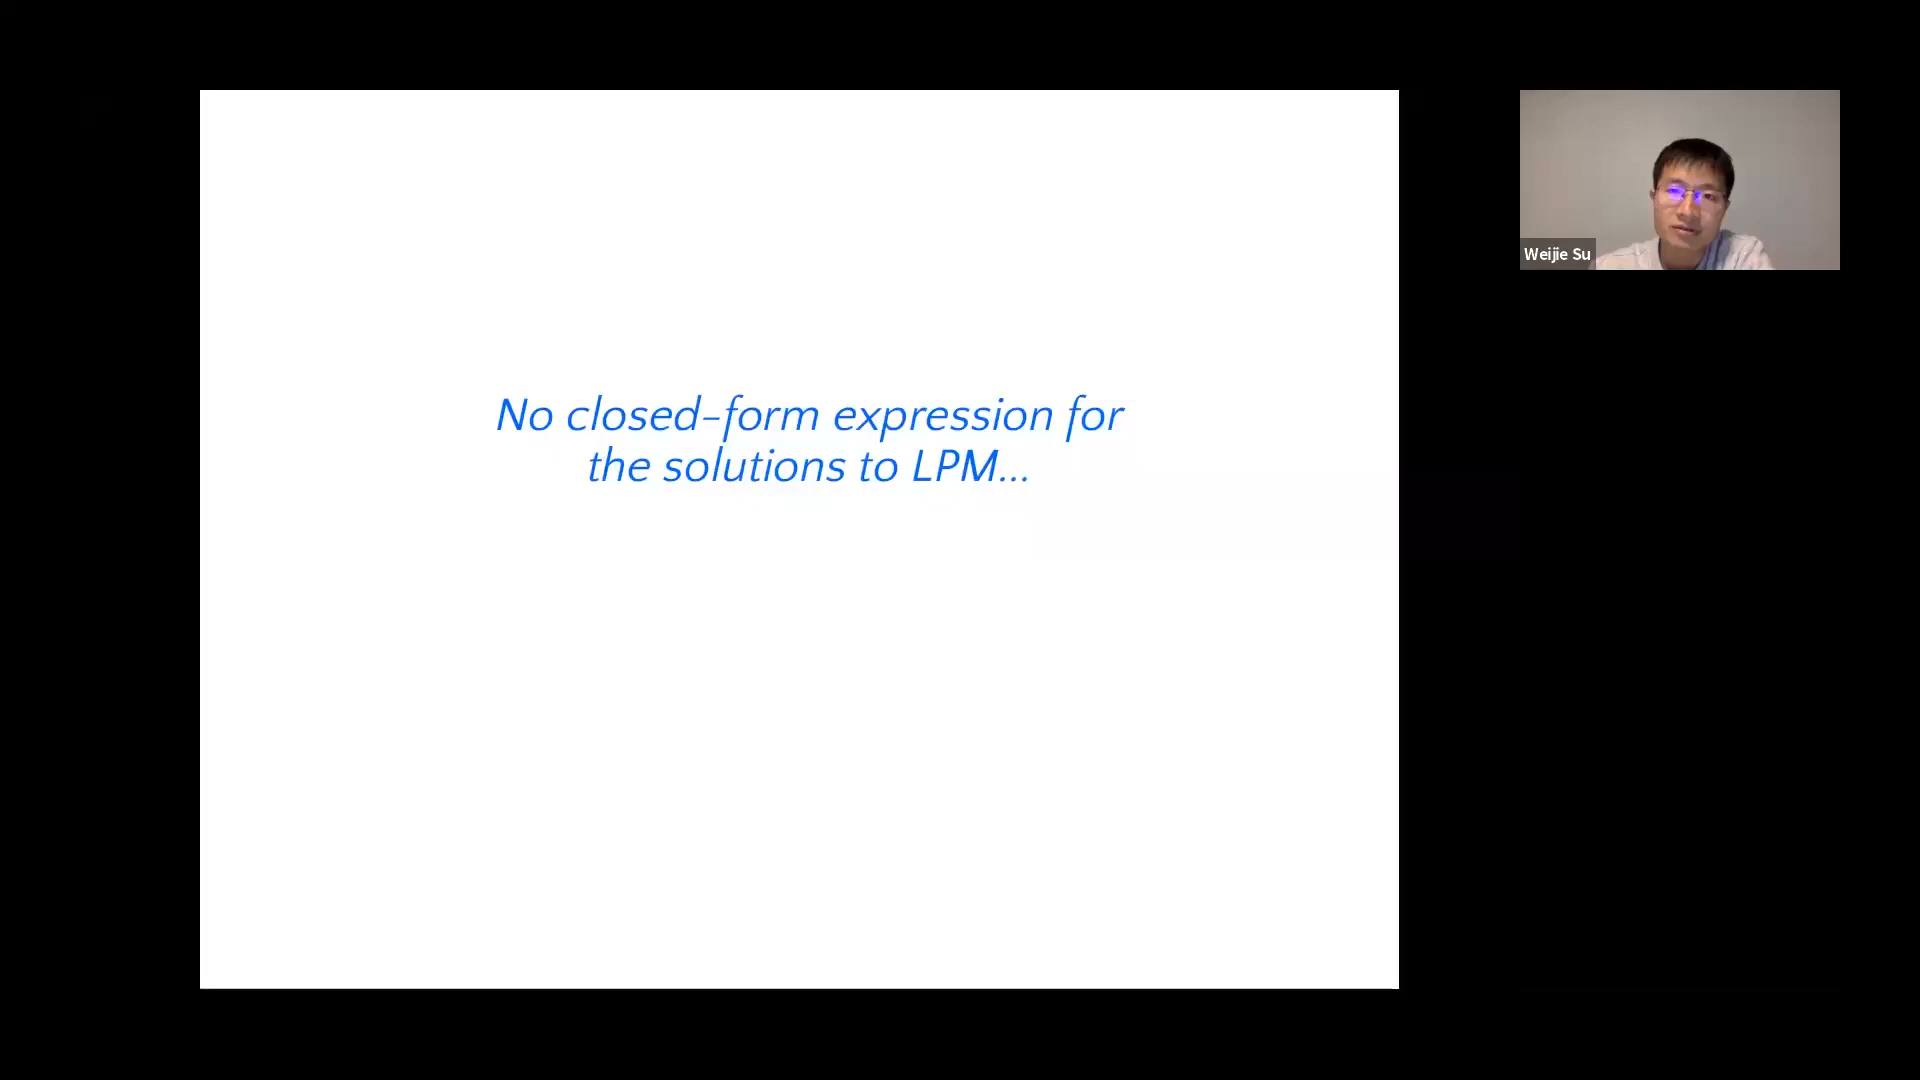 No closed-form expression for
the solutions to LPM...
Weijie Su